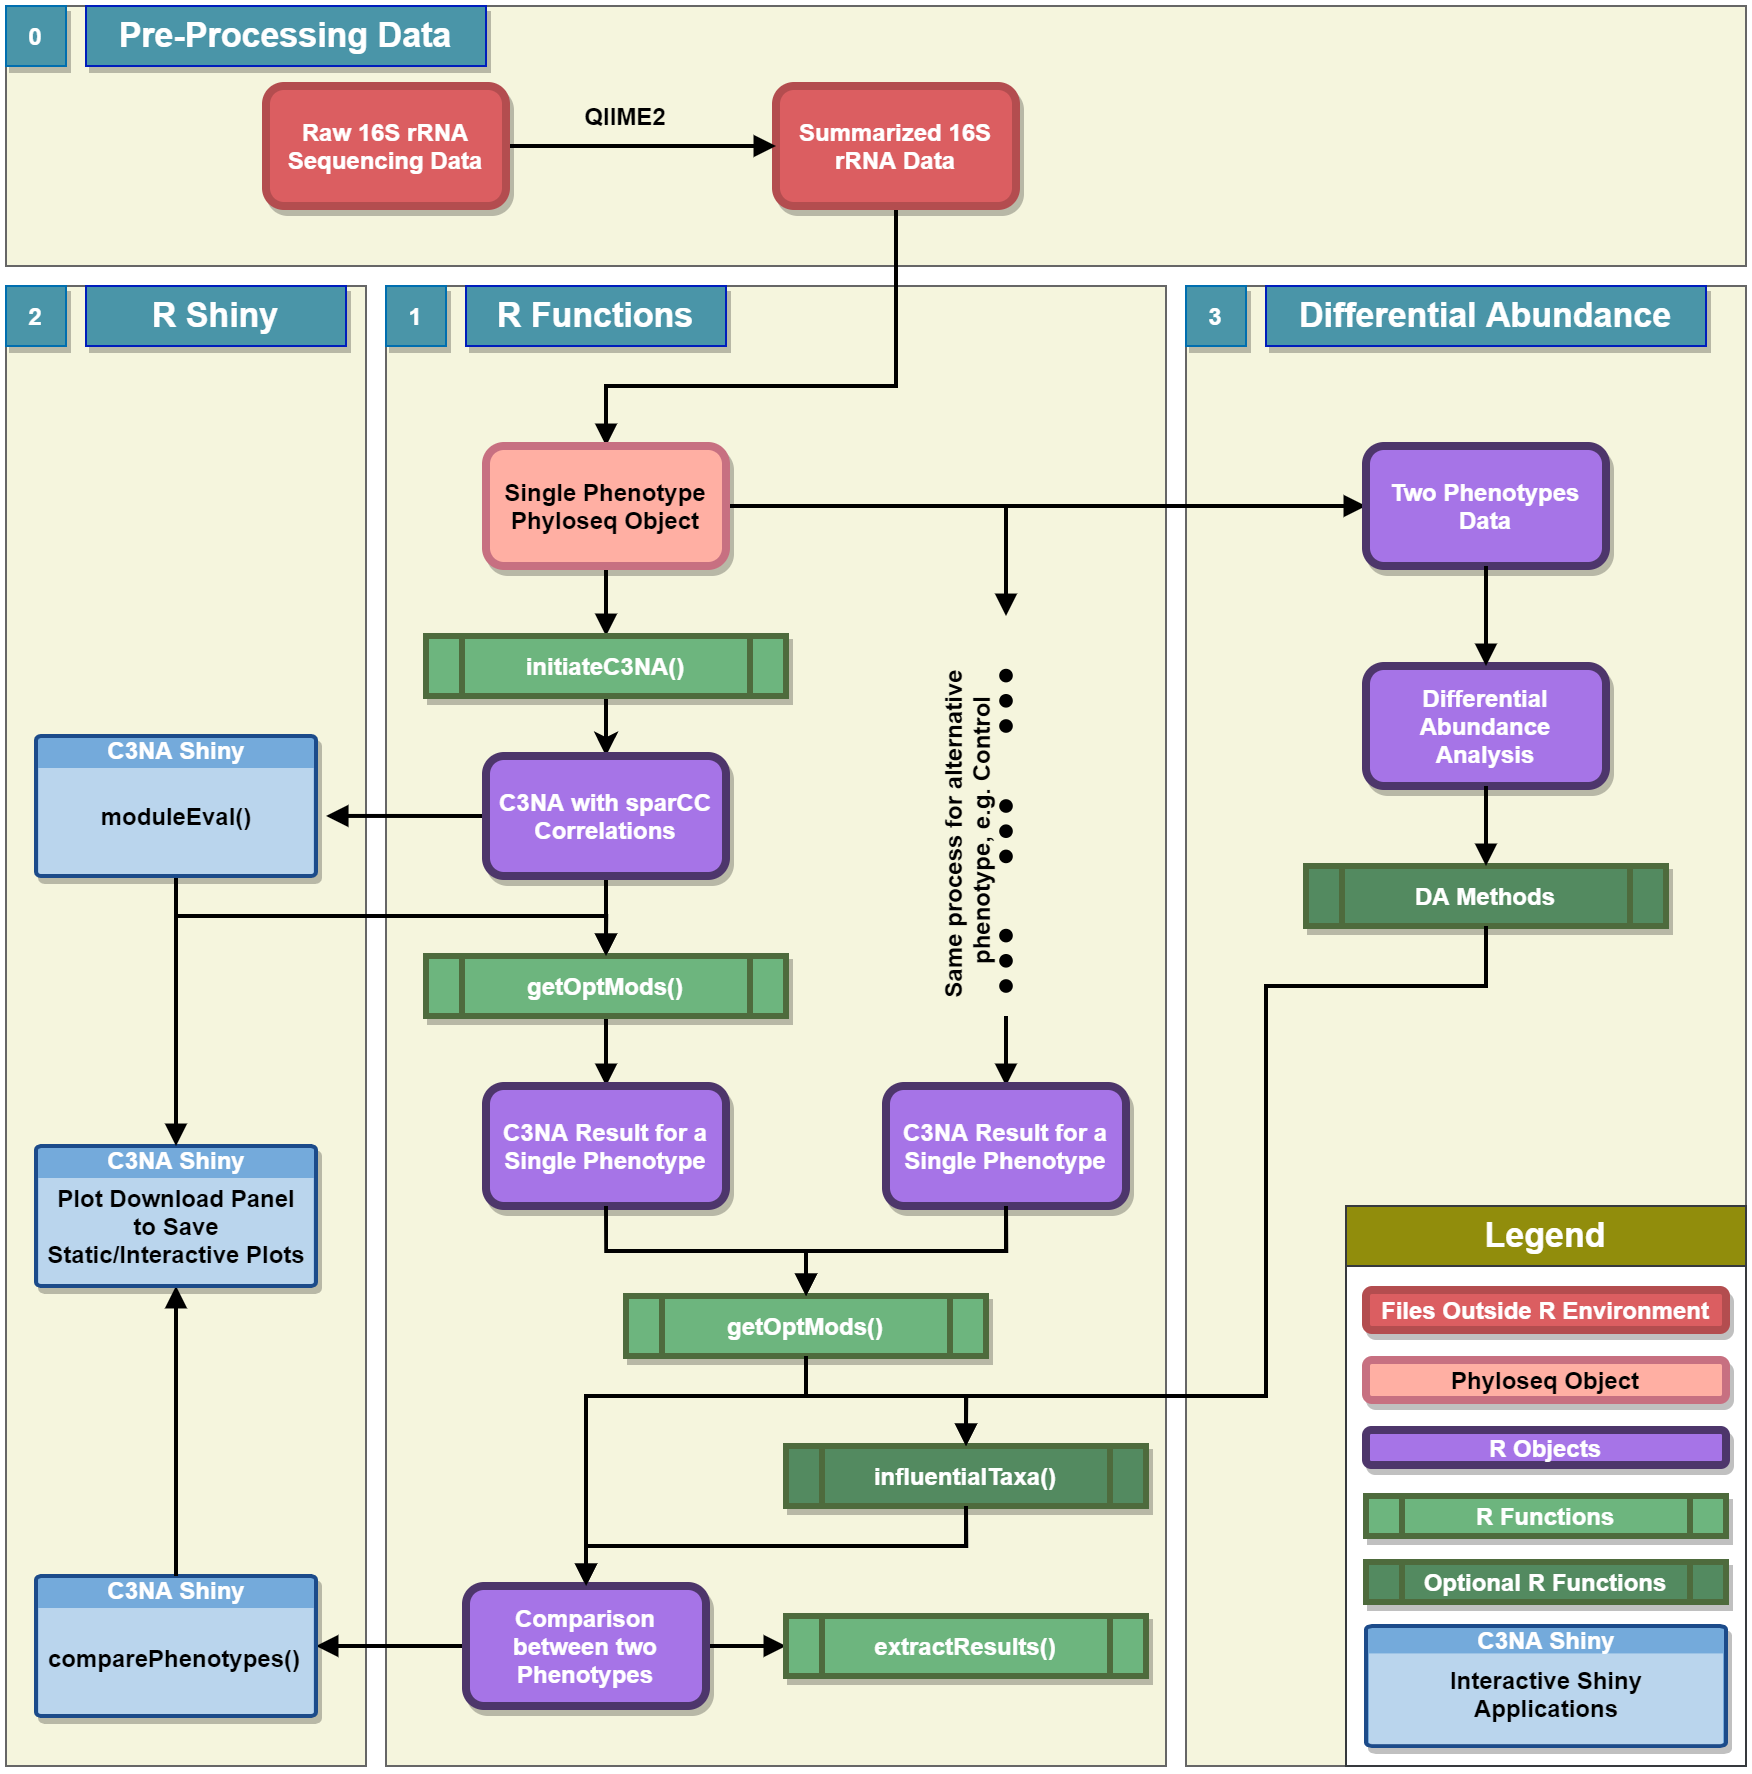 0
Pre-Processing Data
Raw 16S rRNA
Sequencing Data
QIIME2
Summarized 16S
rRNA Data
2
R Shiny
C3NA Shiny
moduleEval()
C3NA Shiny
Plot Download Panel
to Save
Static/Interactive Plots
C3NA Shiny
comparePhenotypes()
1
R Functions
Single Phenotype
Phyloseq Object
initiateC3NA()
C3NA with sparCC
Correlations
getOptMods()
Same process for alternative
phenotype, e.g. Control
C3NA Result for a
Single Phenotype
C3NA Result for a
Single Phenotype
getOptMods()
influentialTaxa()
Comparison
between two
Phenotypes
extractResults()
3
Differential Abundance
Two Phenotypes
Data
Differential
Abundance
Analysis
DA Methods
Legend
Files Outside R Environment
Phyloseq Object
R Objects
R Functions
Optional R Functions
C3NA Shiny
Interactive Shiny
Applications